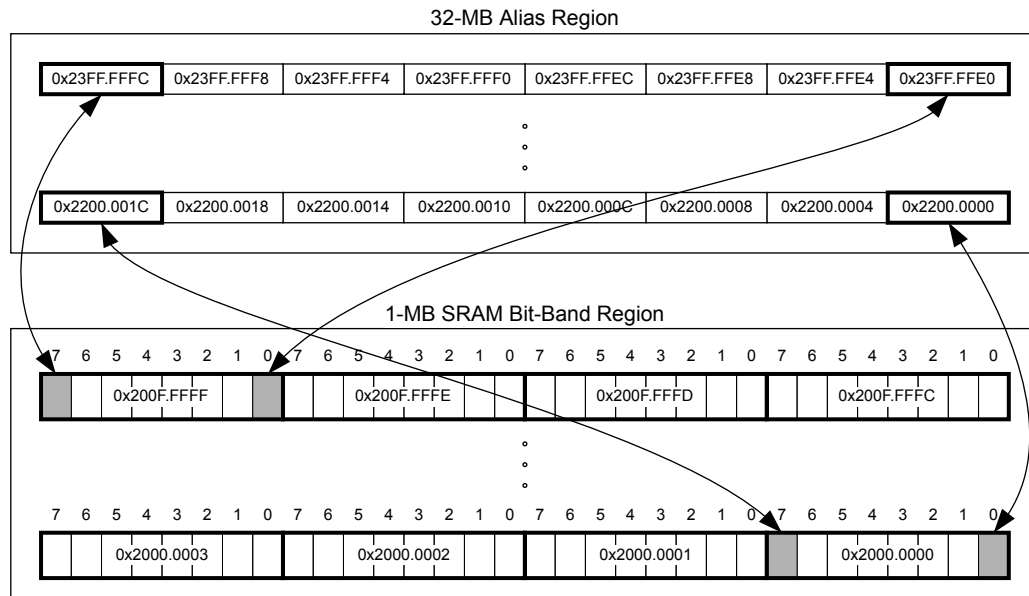 32-MB Alias Region
0x23FF.FFFC 0x23FF.FFF8 0x23FF.FFF4 0x23FF.FFF0 0x23FF.FFEC 0x23FF.FFE8 0x23FF.FFE4 0x23FF.FFE0
0x2200.001C 0x2200.0018 0x2200.0014 0x2200.0010 0x2200.000C 0x2200.0008 0x2200.0004 0x2200.0000
1-MB SRAM Bit-Band Region
7 6 5 4 3 2 1 0 7 6 5 4 3 2 1 0 7 6 5 4 3 2 1 0 7 6 5 4 3 2 1 0
0x200F.FFFF 0x200F.FFFE 0x200F.FFFD 0x200F.FFFC
7 6 5 4 3 2 1 0 7 6 5 4 3 2 1 0 7 6 5 4 3 2 1 0 7 6 5 4 3 2 1 0
0x2000.0003 0x2000.0002 0x2000.0001 0x2000.0000